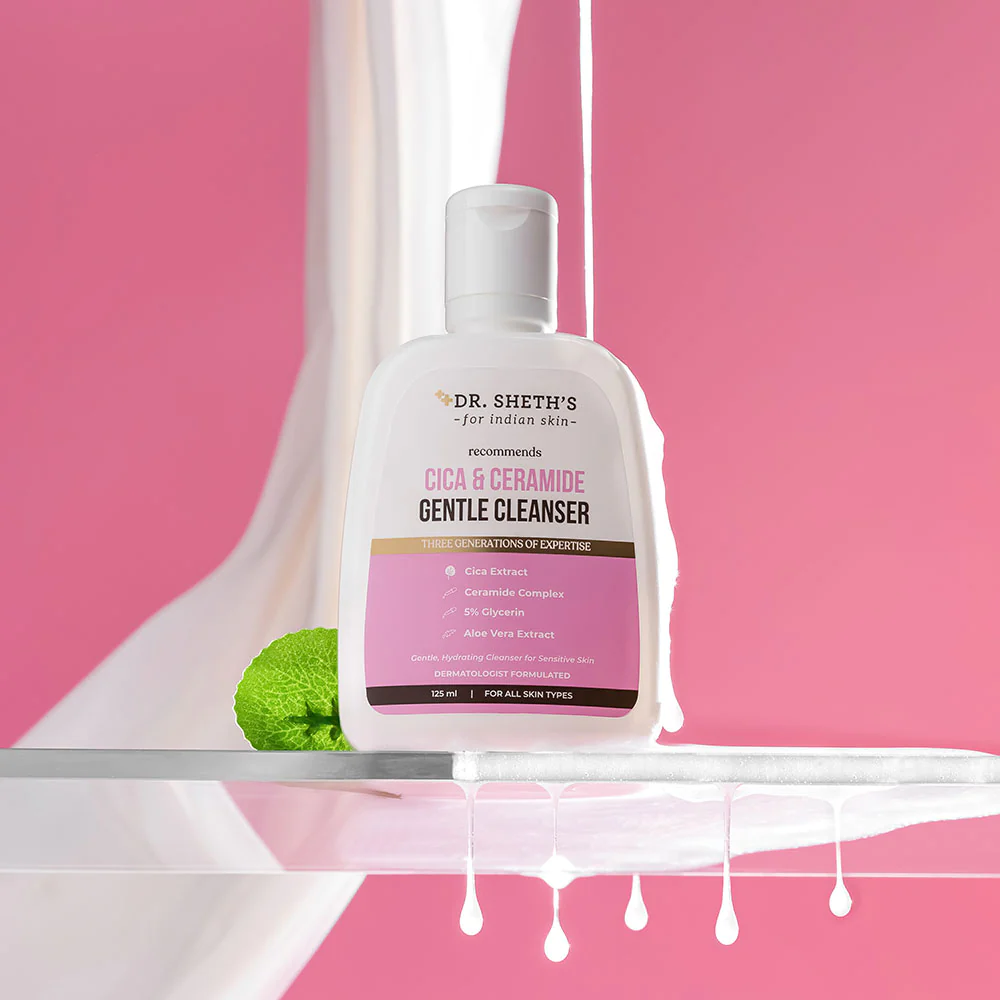 DR. SHETH'S
-for indian skin-
recommends
CICA & CERAMIDE
GENTLE CLEANSER
THREE GENERATIONS OF EXPERTISE
Cica Extract
Ceramide Complex
5% Glycerin
Aloe Vera Extract
Gentle, Hydrating Cleanser for Sensitive Skin
DERMATOLOGIST FORMULATED
125 ml | FOR ALL SKIN TYPES